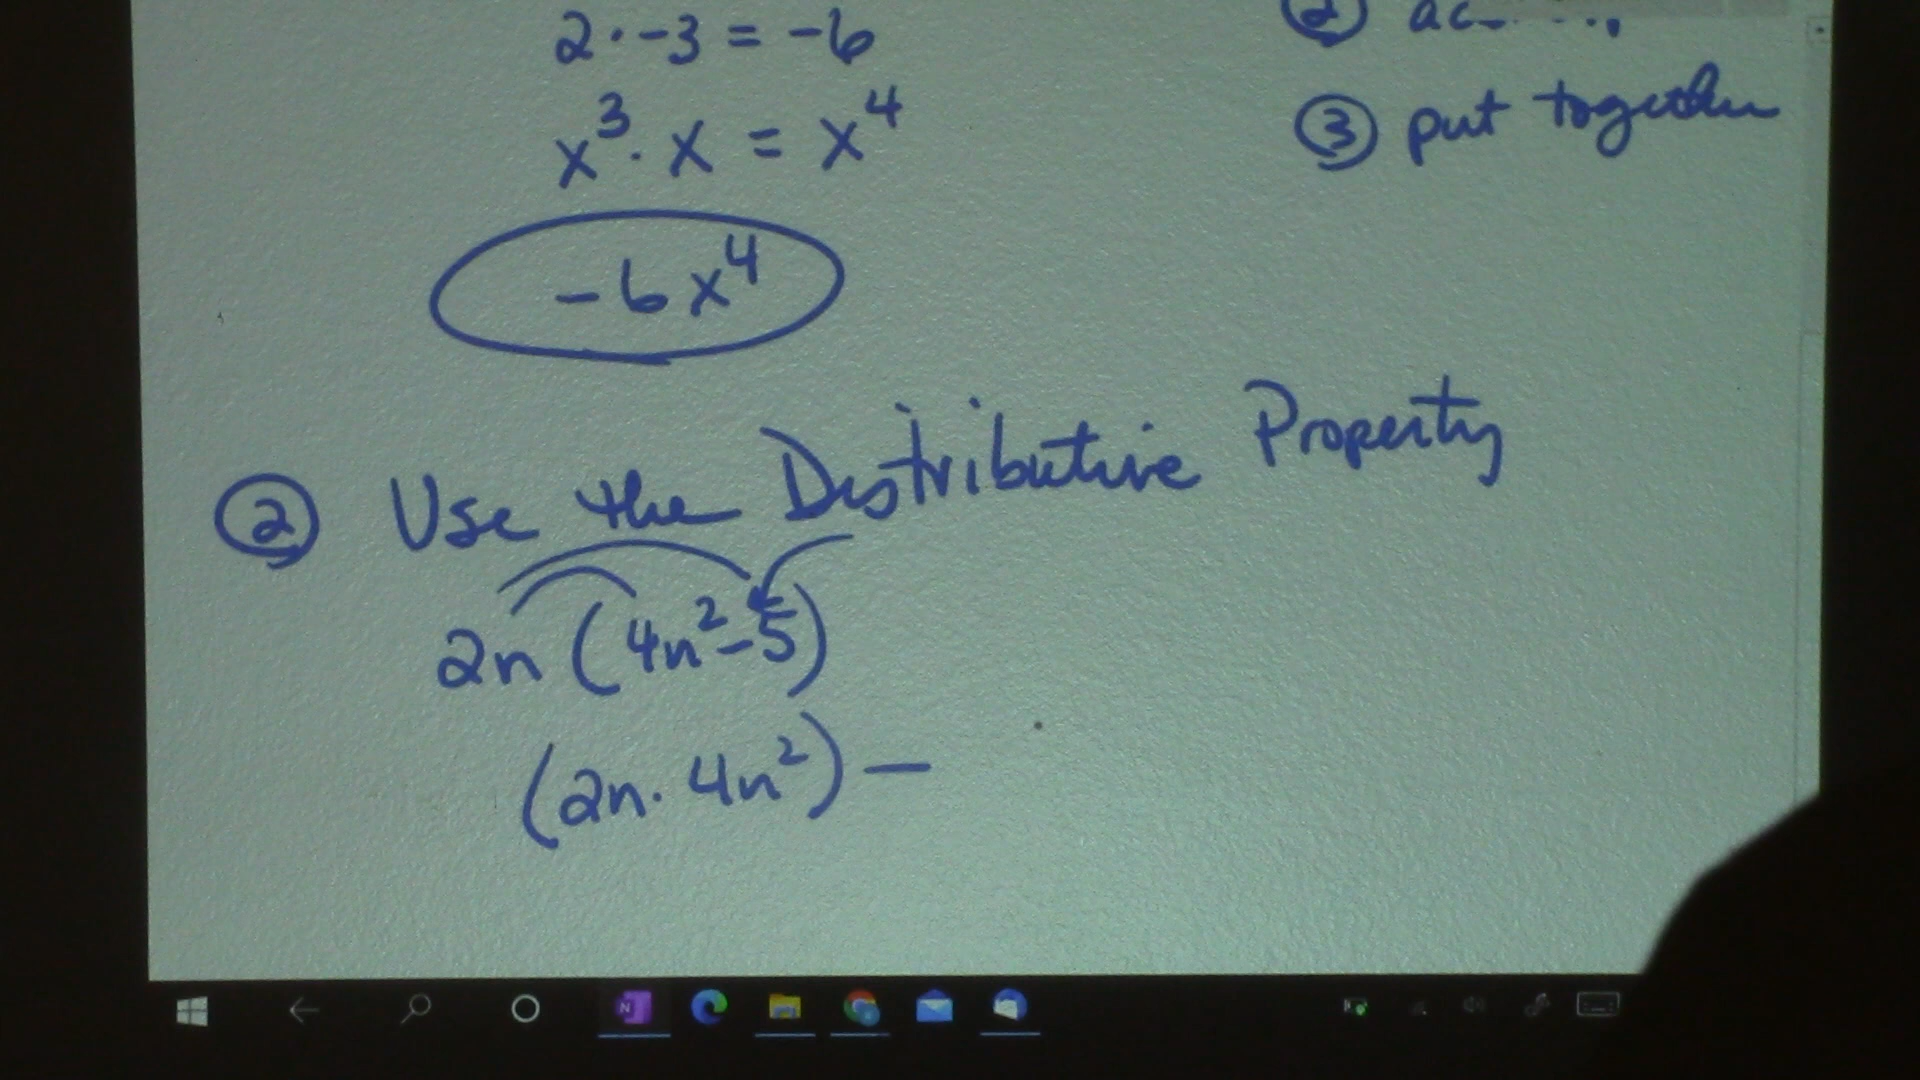 2 · -3 = -6
②
x³ · x = x⁴
③ put together
-6x⁴
② Use the Distributive Property
2n (4n² - 5)
(2n · 4n²) -